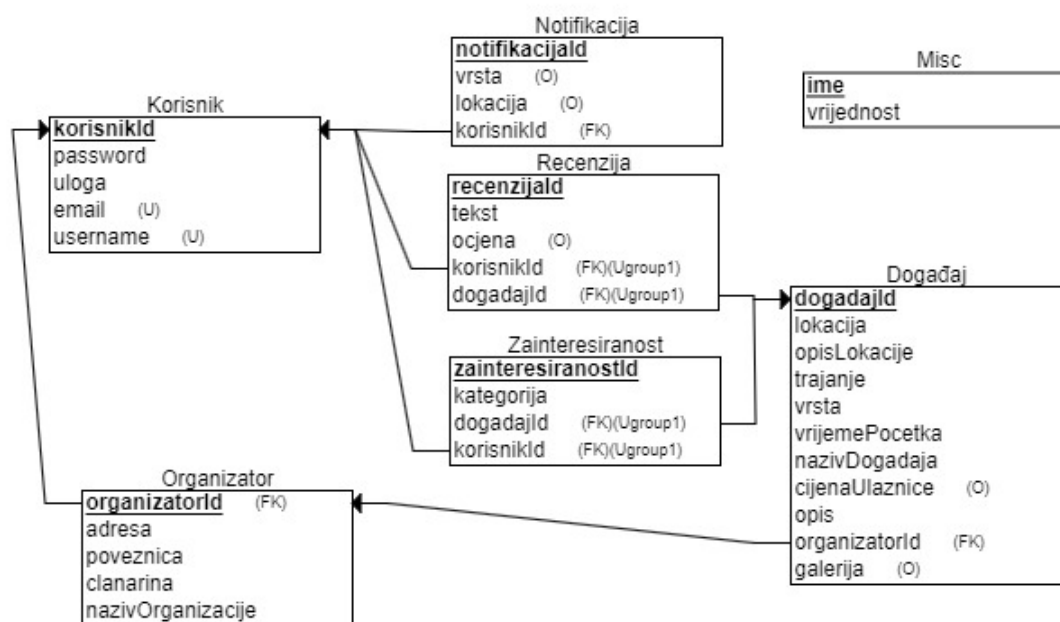 Notifikacija
notifikacijaId
vrsta (O)
lokacija (O)
korisnikId (FK)
Misc
ime
vrijednost
Korisnik
korisnikId
password
uloga
email (U)
username (U)
Recenzija
recenzijaId
tekst
ocjena (O)
korisnikId (FK)(Ugroup1)
dogadajId (FK)(Ugroup1)
Zainteresiranost
zainteresiranostId
kategorija
dogadajId (FK)(Ugroup1)
korisnikId (FK)(Ugroup1)
Događaj
dogadajId
lokacija
opisLokacije
trajanje
vrsta
vrijemePocetka
nazivDogadaja
cijenaUlaznice (O)
opis
organizatorId (FK)
galerija (O)
Organizator
organizatorId (FK)
adresa
poveznica
clanarina
nazivOrganizacije